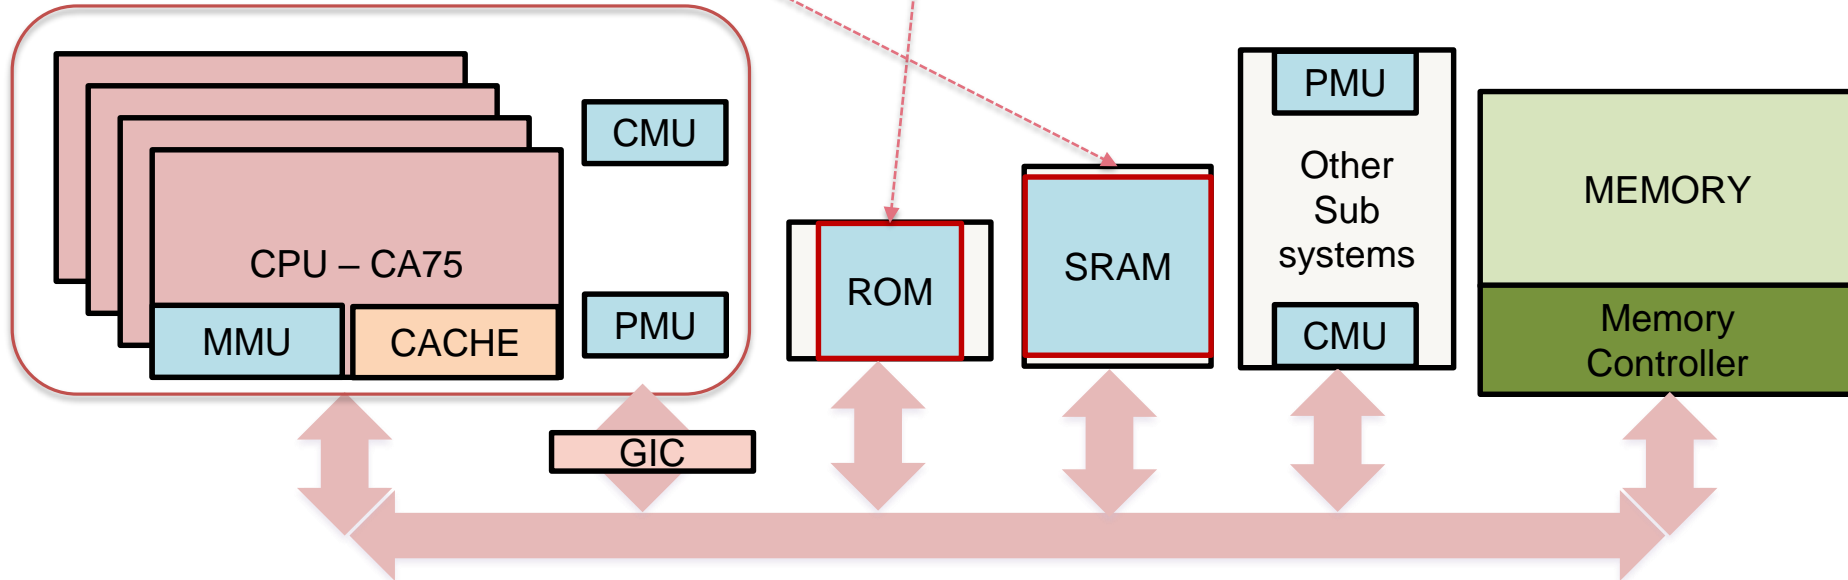 CPU – CA75
MMU
CACHE
CMU
PMU
GIC
ROM
SRAM
PMU
Other
Sub
systems
CMU
MEMORY
Memory
Controller